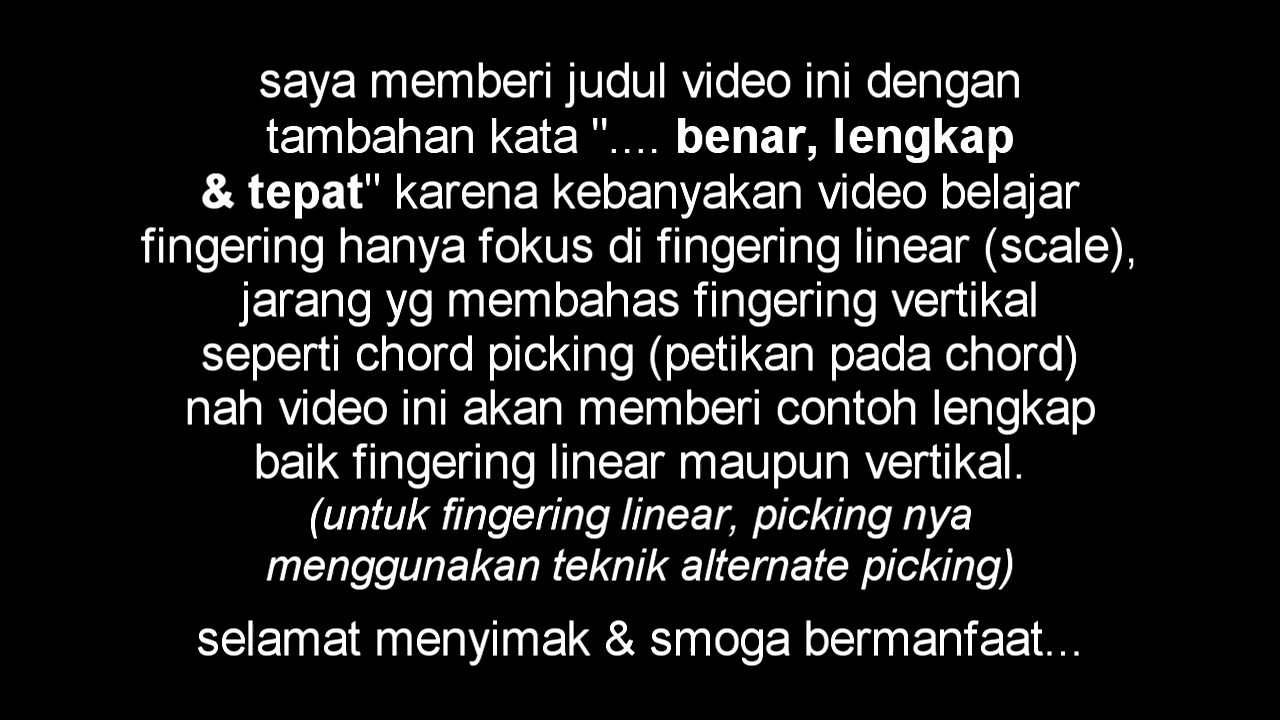 saya memberi judul video ini dengan
tambahan kata ".... benar, lengkap
& tepat" karena kebanyakan video belajar
fingering hanya fokus di fingering linear (scale),
jarang yg membahas fingering vertikal
seperti chord picking (petikan pada chord)
nah video ini akan memberi contoh lengkap
baik fingering linear maupun vertikal.
(untuk fingering linear, picking nya
menggunakan teknik alternate picking)
selamat menyimak & smoga bermanfaat...